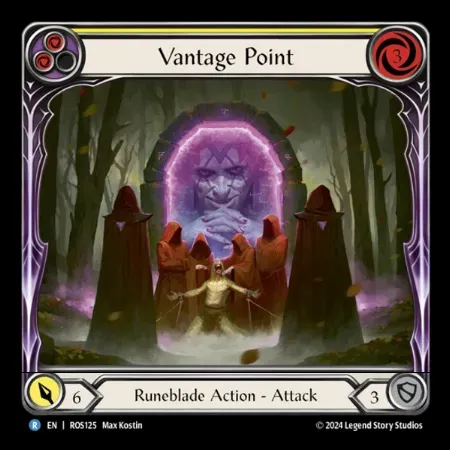 Vantage Point
3
6
Runeblade Action - Attack
3
R EN | ROS125 Max Kostin
© 2024 Legend Story Studios